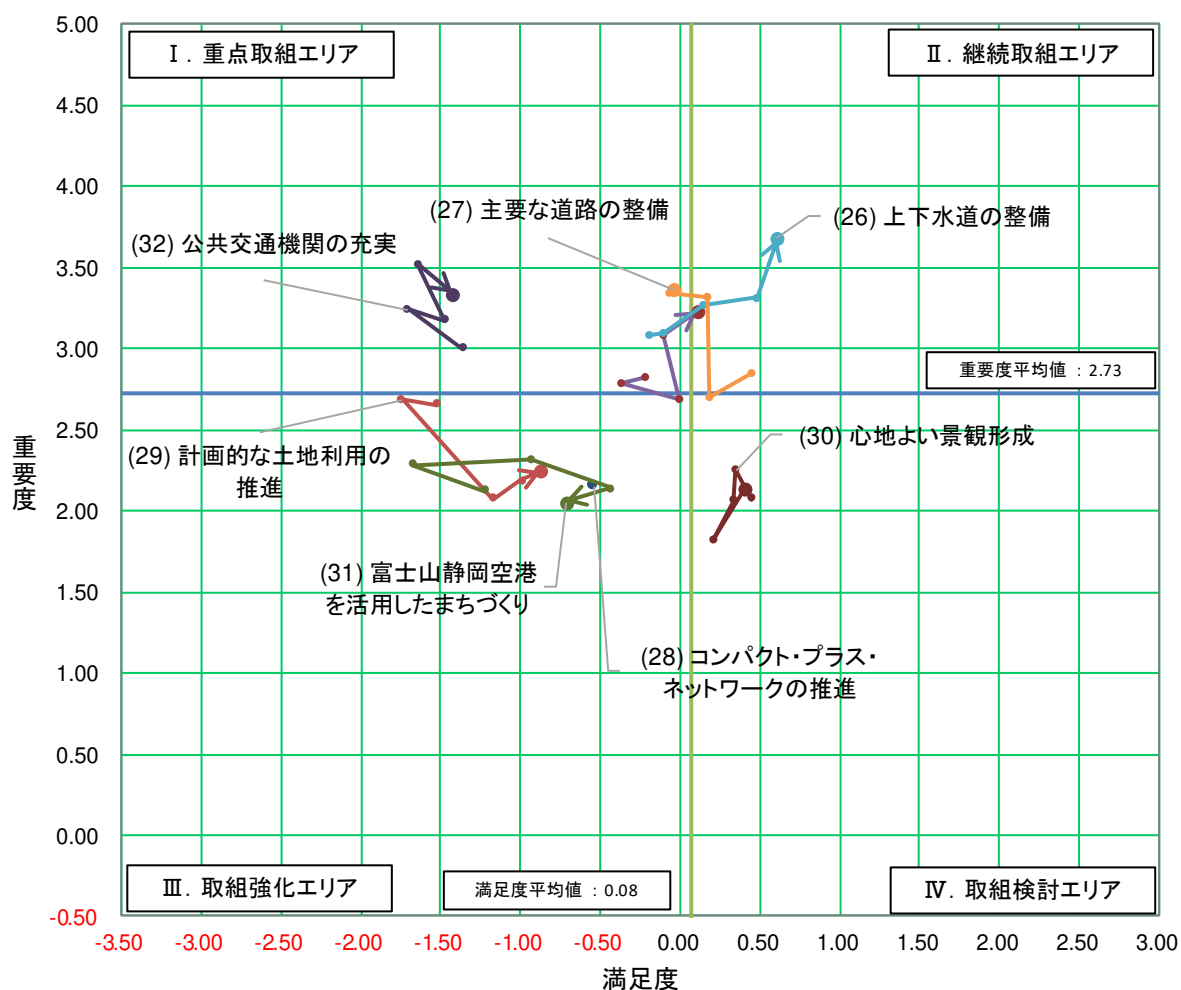 5.00
Ⅰ. 重点取組エリア
Ⅱ. 継続取組エリア
4.50
4.00
(27) 主要な道路の整備
(26) 上下水道の整備
(32) 公共交通機関の充実
3.50
3.00
重要度平均値 : 2.73
重要度
2.50
(30) 心地よい景観形成
(29) 計画的な土地利用の
推進
2.00
(31) 富士山静岡空港
を活用したまちづくり
1.50
(28) コンパクト・プラス・
ネットワークの推進
1.00
0.50
0.00
Ⅲ. 取組強化エリア
満足度平均値 : 0.08
Ⅳ. 取組検討エリア
-0.50
-3.50 -3.00 -2.50 -2.00 -1.50 -1.00 -0.50 0.00 0.50 1.00 1.50 2.00 2.50 3.00
満足度